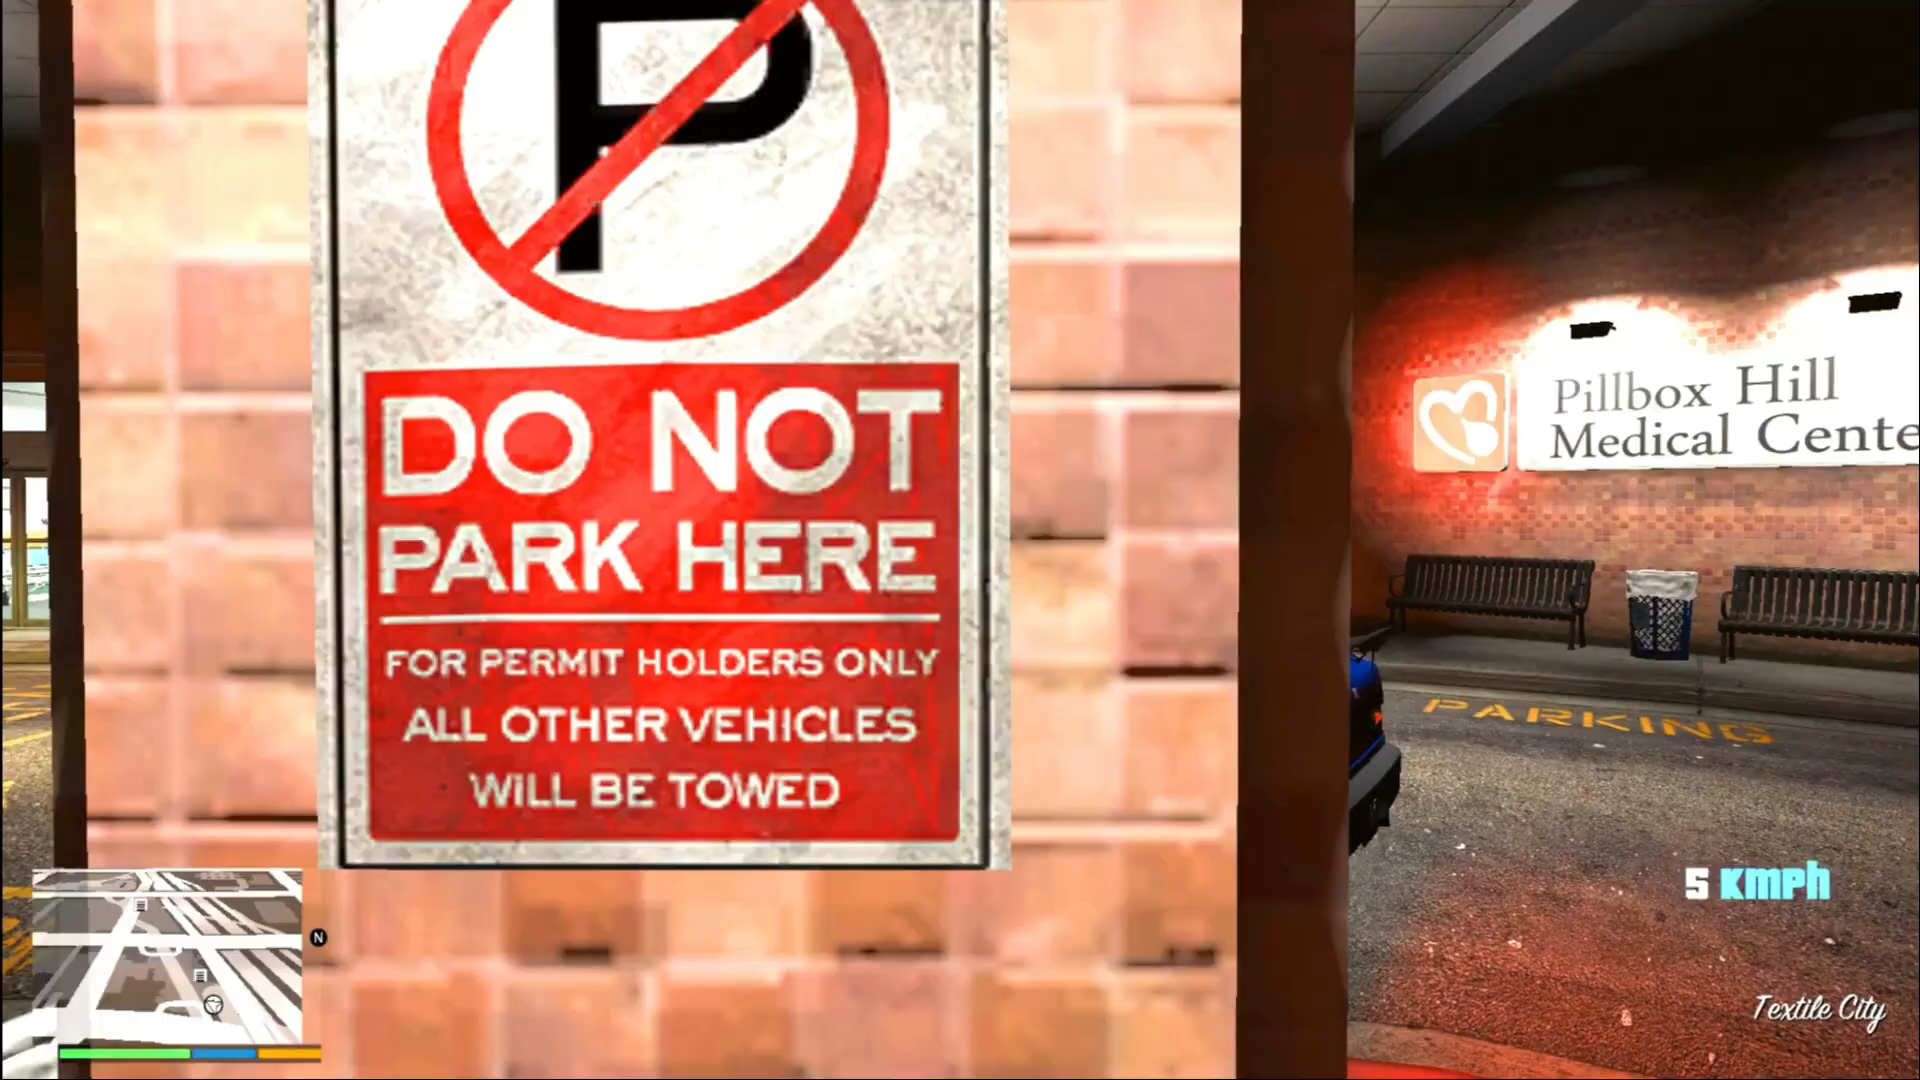 P
DO NOT
PARK HERE
FOR PERMIT HOLDERS ONLY
ALL OTHER VEHICLES
WILL BE TOWED
Pillbox Hill
Medical Cente
PARKING
N
5 KMPH
Textile City